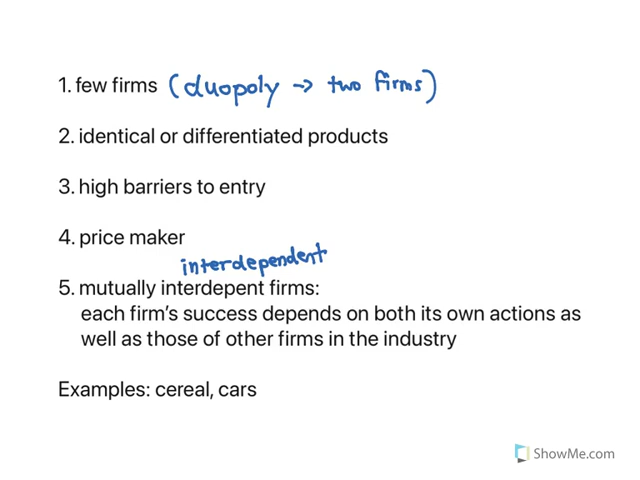 1. few firms (duopoly → two firms)
2. identical or differentiated products
3. high barriers to entry
4. price maker
interdependent
5. mutually interdepent firms:
each firm's success depends on both its own actions as
well as those of other firms in the industry
Examples: cereal, cars
ShowMe.com